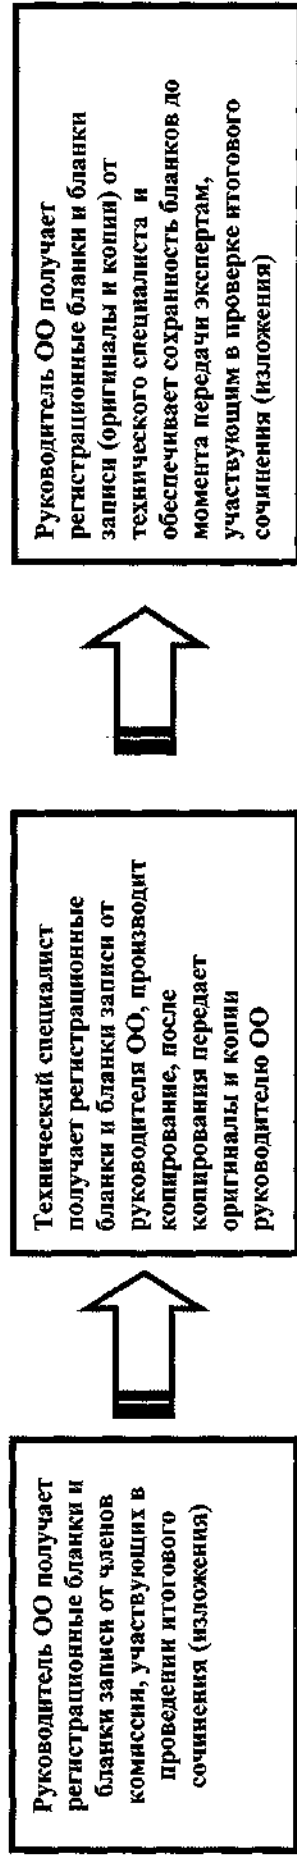 Руководитель ОО получает
регистрационные бланки и
бланки записи от членов
комиссии, участвующих в
проведении итогового
сочинения (изложения)
Технический специалист
получает регистрационные
бланки и бланки записи от
руководителя ОО, производит
копирование, после
копирования передает
оригиналы и копии
руководителю ОО
Руководитель ОО получает
регистрационные бланки и бланки
записи (оригиналы и копии) от
технического специалиста и
обеспечивает сохранность бланков до
момента передачи экспертам,
участвующим в проверке итогового
сочинения (изложения)